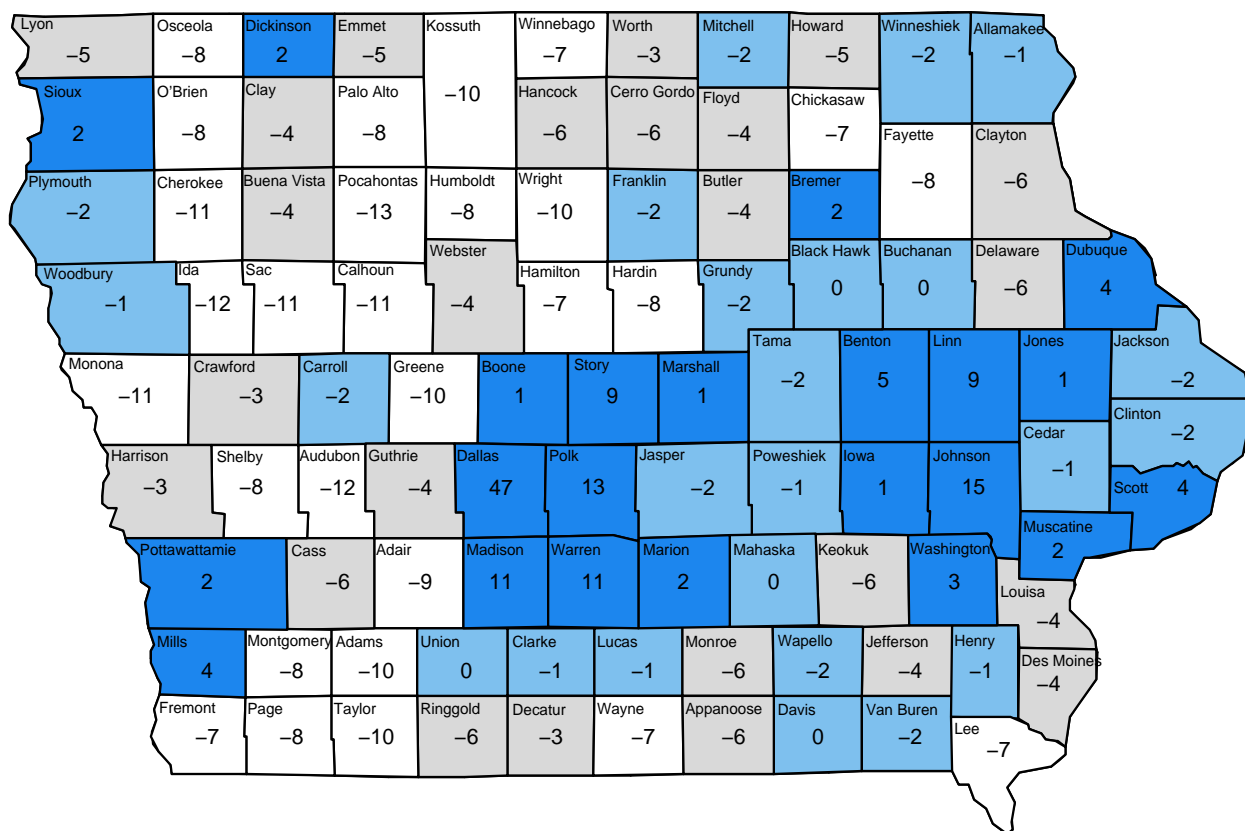 Lyon Osceola Dickinson Emmet Kossuth Winnebago Worth Mitchell Howard Winneshiek Allamakee
−5 −8 2 −5 −10 −7 −3 −2 −5 −2 −1
Sioux O'Brien Clay Palo Alto Hancock Cerro Gordo Floyd Chickasaw Fayette Clayton
2 −8 −4 −8 −6 −6 −4 −7 −8 −6
Plymouth Cherokee Buena Vista Pocahontas Humboldt Wright Franklin Butler Bremer
−2 −11 −4 −13 −8 −10 −2 −4 2
Woodbury Ida Sac Calhoun Webster Hamilton Hardin Grundy Black Hawk Buchanan Delaware Dubuque
−1 −12 −11 −11 −4 −7 −8 −2 0 0 −6 4
Monona Crawford Carroll Greene Boone Story Marshall Tama Benton Linn Jones Jackson
−11 −3 −2 −10 1 9 1 −2 5 9 1 −2
Clinton
−2
Harrison Shelby Audubon Guthrie Dallas Polk Jasper Poweshiek Iowa Johnson Cedar Scott
−3 −8 −12 −4 47 13 −2 −1 1 15 −1 4
Pottawattamie Cass Adair Madison Warren Marion Mahaska Keokuk Washington Muscatine
2 −6 −9 11 11 2 0 −6 3 2
Louisa
−4
Mills Montgomery Adams Union Clarke Lucas Monroe Wapello Jefferson Henry Des Moines
4 −8 −10 0 −1 −1 −6 −2 −4 −1 −4
Fremont Page Taylor Ringgold Decatur Wayne Appanoose Davis Van Buren Lee
−7 −8 −10 −6 −3 −7 −6 0 −2 −7